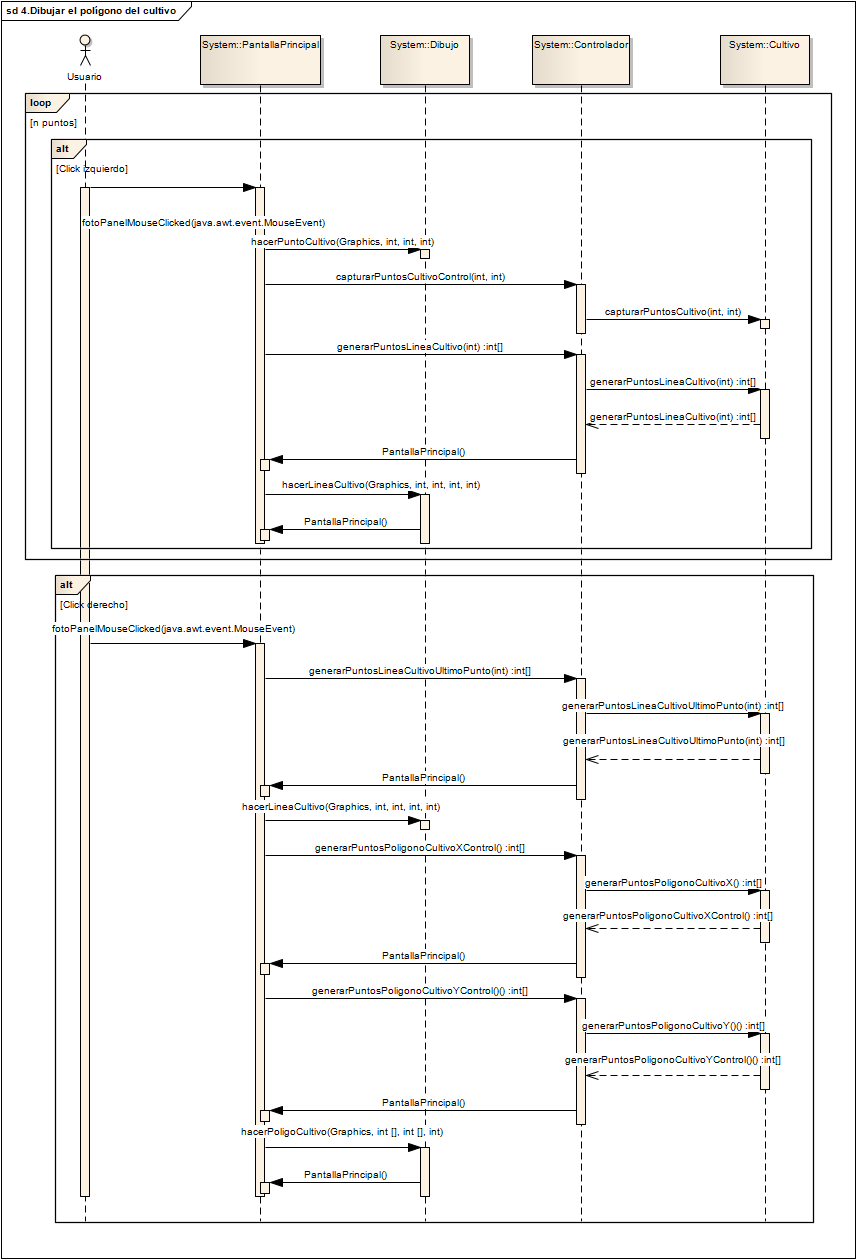 sd 4.Dibujar el polígono del cultivo
Usuario
System::PantallaPrincipal
System::Dibujo
System::Controlador
System::Cultivo
loop
[n puntos]
alt
[Click izquierdo]
fotoPanelMouseClicked(java.awt.event.MouseEvent)
hacerPuntoCultivo(Graphics, int, int, int)
capturarPuntosCultivoControl(int, int)
capturarPuntosCultivo(int, int)
generarPuntosLineaCultivo(int) :int[]
generarPuntosLineaCultivo(int) :int[]
generarPuntosLineaCultivo(int) :int[]
PantallaPrincipal()
hacerLineaCultivo(Graphics, int, int, int, int)
PantallaPrincipal()
alt
[Click derecho]
fotoPanelMouseClicked(java.awt.event.MouseEvent)
generarPuntosLineaCultivoUltimoPunto(int) :int[]
generarPuntosLineaCultivoUltimoPunto(int) :int[]
generarPuntosLineaCultivoUltimoPunto(int) :int[]
PantallaPrincipal()
hacerLineaCultivo(Graphics, int, int, int, int)
generarPuntosPoligonoCultivoXControl() :int[]
generarPuntosPoligonoCultivoX() :int[]
generarPuntosPoligonoCultivoXControl() :int[]
PantallaPrincipal()
generarPuntosPoligonoCultivoYControl()() :int[]
generarPuntosPoligonoCultivoY()() :int[]
generarPuntosPoligonoCultivoYControl()() :int[]
PantallaPrincipal()
hacerPoligoCultivo(Graphics, int [], int [], int)
PantallaPrincipal()